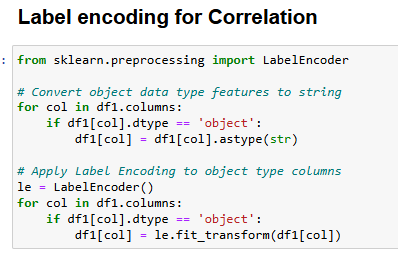 Label encoding for Correlation
: from sklearn.preprocessing import LabelEncoder
# Convert object data type features to string
for col in df1.columns:
    if df1[col].dtype == 'object':
        df1[col] = df1[col].astype(str)
# Apply Label Encoding to object type columns
le = LabelEncoder()
for col in df1.columns:
    if df1[col].dtype == 'object':
        df1[col] = le.fit_transform(df1[col])